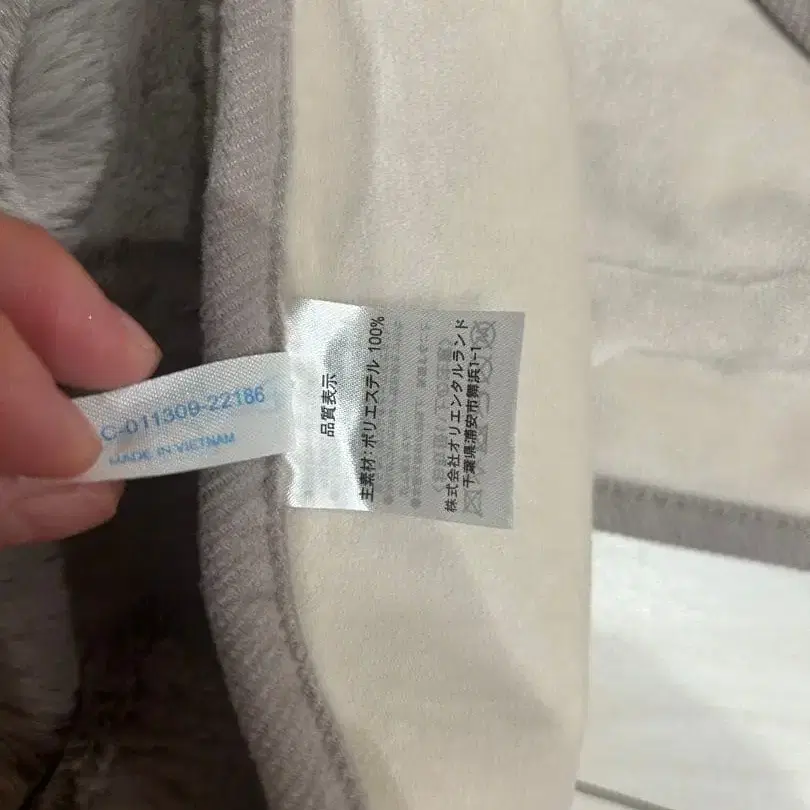 C-011309-22186
MADE IN VIETNAM
品質表示
主素材:ポリエステル 100%
株式会社オリエンタルランド
千葉県浦安市舞浜1-1